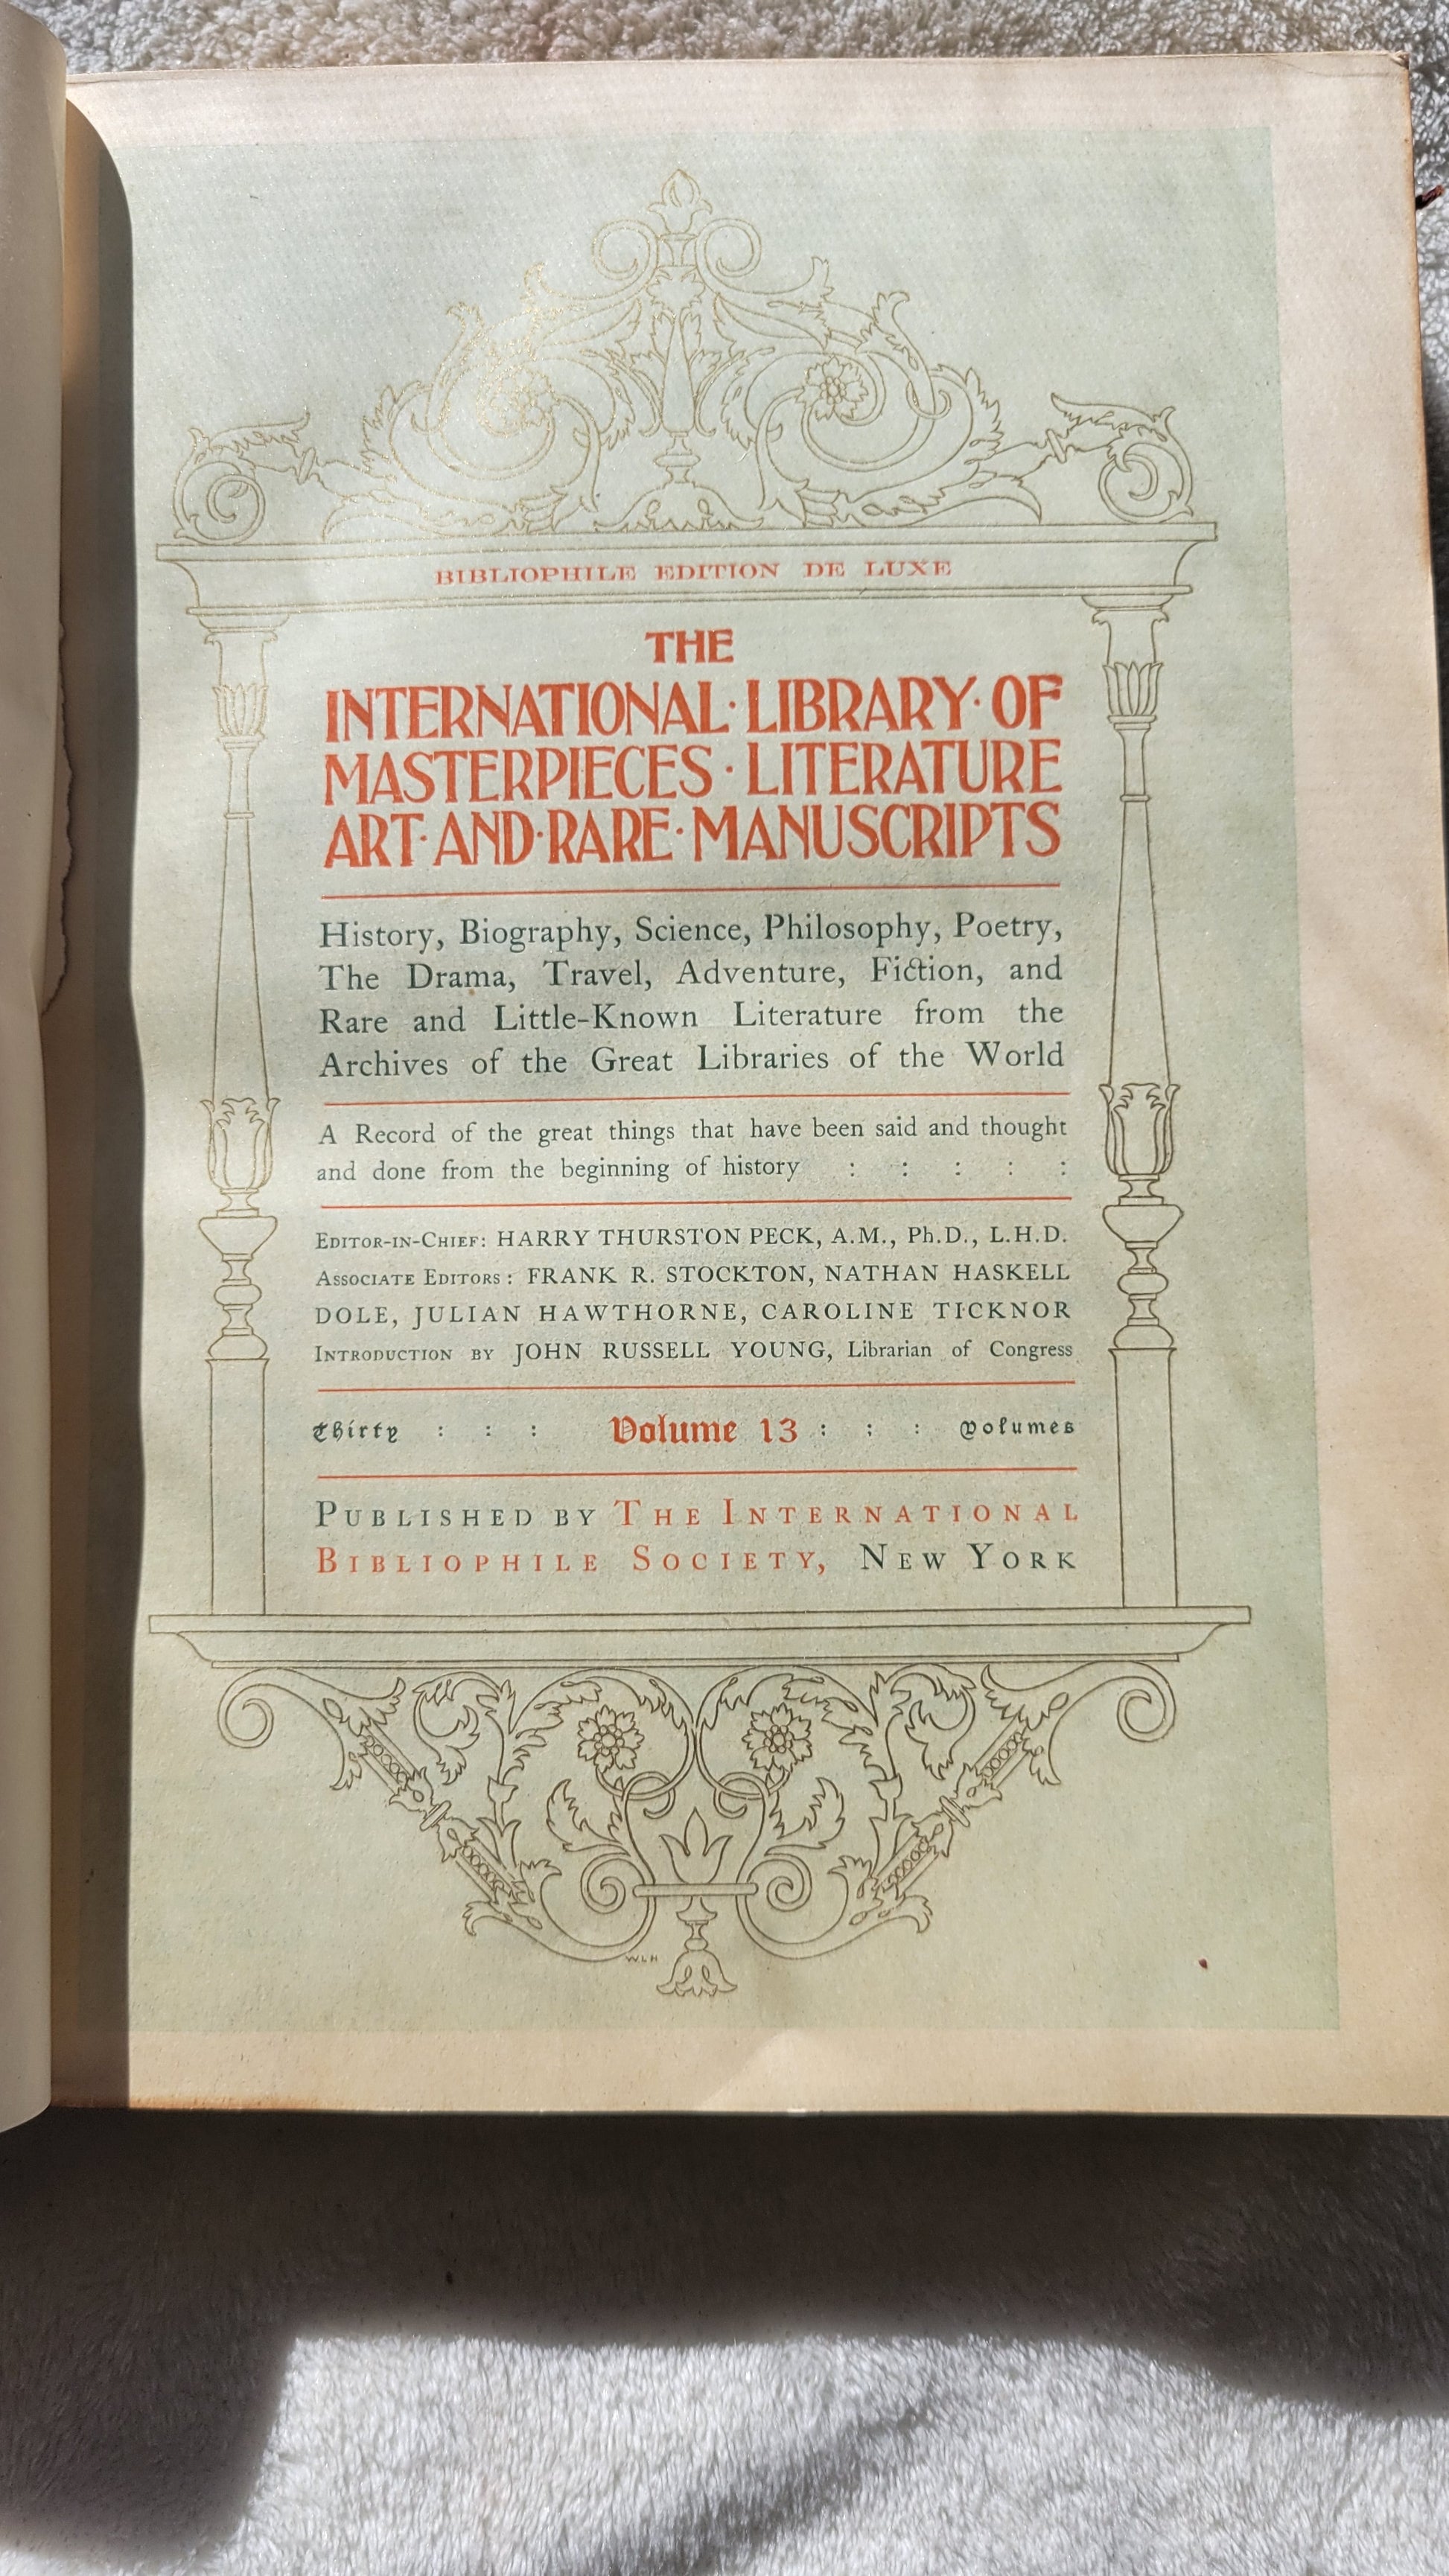 BIBLIOPHILE EDITION DE LUXE
THE
INTERNATIONAL · LIBRARY · OF
MASTERPIECES · LITERATURE
ART · AND · RARE · MANUSCRIPTS
History, Biography, Science, Philosophy, Poetry,
The Drama, Travel, Adventure, Fiction, and
Rare and Little-Known Literature from the
Archives of the Great Libraries of the World
A Record of the great things that have been said and thought
and done from the beginning of history : : : : :
Editor-in-Chief: HARRY THURSTON PECK, A.M., Ph.D., L.H.D.
Associate Editors: FRANK R. STOCKTON, NATHAN HASKELL
DOLE, JULIAN HAWTHORNE, CAROLINE TICKNOR
Introduction by JOHN RUSSELL YOUNG, Librarian of Congress
Thirty : : : Volume 13 : : : Volumes
Published by The International
Bibliophile Society, New York
WLH